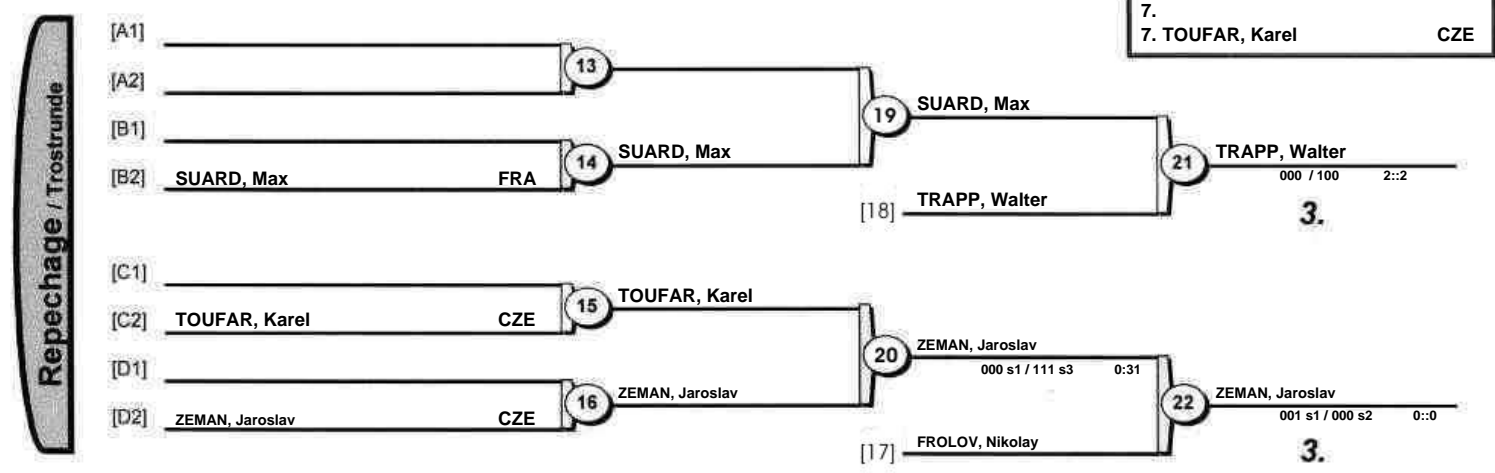 7.
7. TOUFAR, Karel CZE
Repechage / Trostrunde
[A1]
13
[A2]
SUARD, Max
19
[B1]
SUARD, Max
14
TRAPP, Walter
21
[B2] SUARD, Max FRA
000 / 100 2::2
[18] TRAPP, Walter
3.
[C1]
TOUFAR, Karel
15
[C2] TOUFAR, Karel CZE
ZEMAN, Jaroslav
20
000 s1 / 111 s3 0:31
[D1]
ZEMAN, Jaroslav
16
ZEMAN, Jaroslav
22
[D2] ZEMAN, Jaroslav CZE
001 s1 / 000 s2 0::0
[17] FROLOV, Nikolay
3.